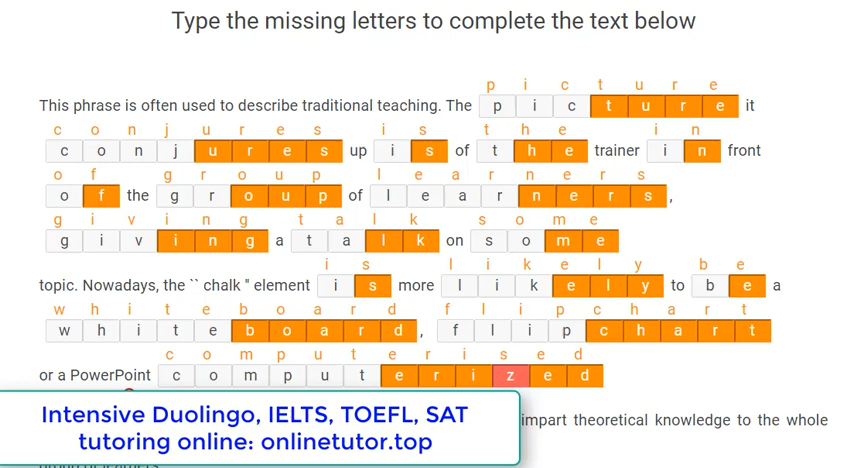 Type the missing letters to complete the text below
p i c t u r e
This phrase is often used to describe traditional teaching. The p i c t u r e it
c o n j u r e s i s t h e i n
c o n j u r e s up i s of t h e trainer i n front
o f g r o u p l e a r n e r s
o f the g r o u p of l e a r n e r s ,
g i v i n g t a l k s o m e
g i v i n g a t a l k on s o m e
i s l i k e l y b e
topic. Nowadays, the `` chalk " element i s more l i k e l y to b e a
w h i t e b o a r d f l i p c h a r t
w h i t e b o a r d , f l i p c h a r t
c o m p u t e r i s e d
or a PowerPoint c o m p u t e r i z e d
Intensive Duolingo, IELTS, TOEFL, SAT
tutoring online: onlinetutor.top
impart theoretical knowledge to the whole